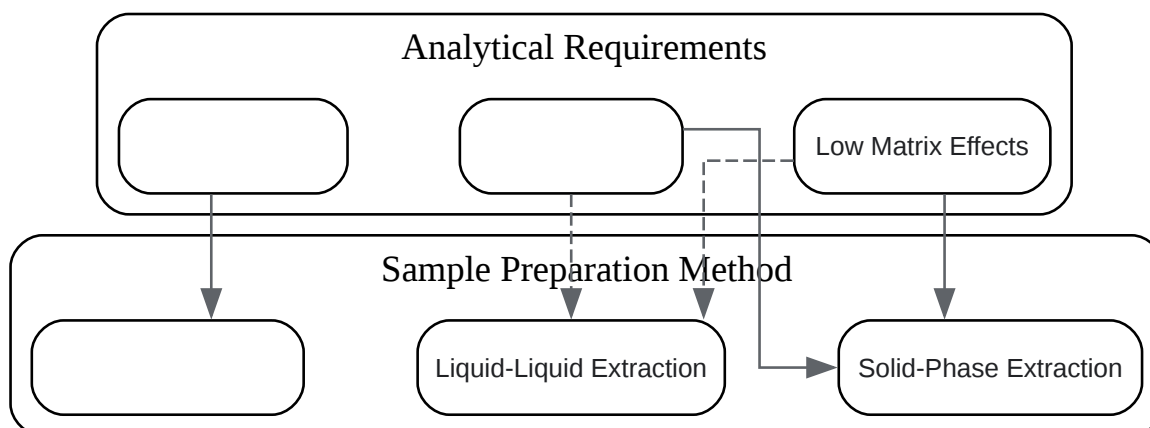 Analytical Requirements
Low Matrix Effects
Sample Preparation Method
Liquid-Liquid Extraction
Solid-Phase Extraction